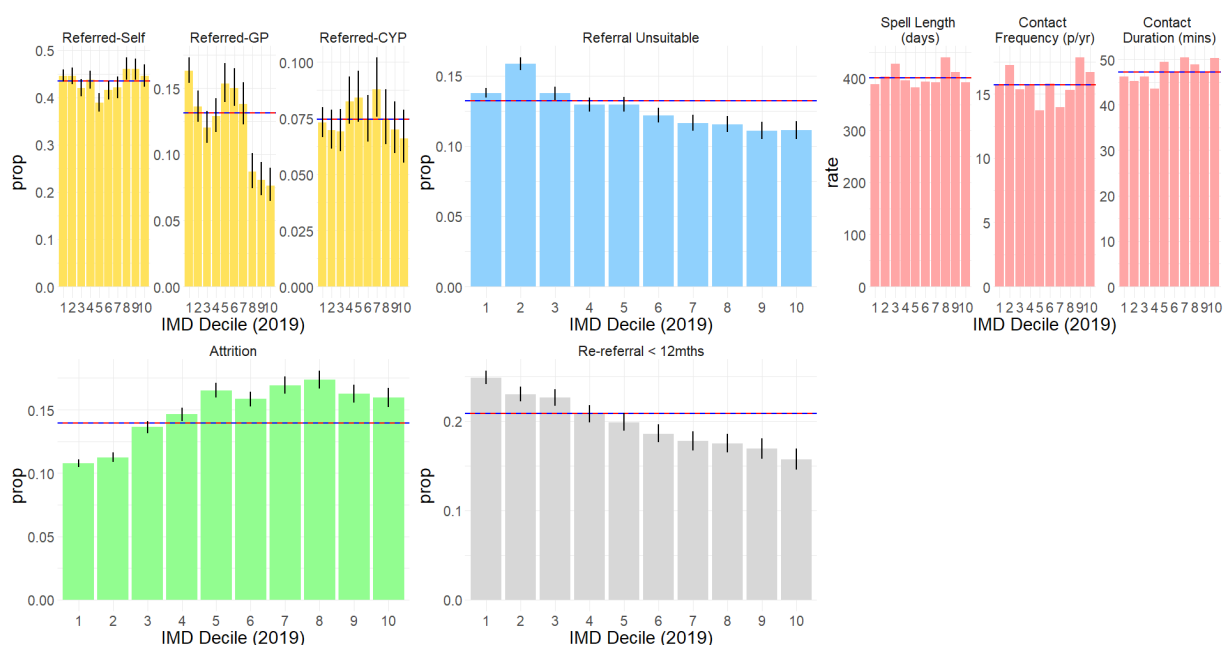 Referred-Self Referred-GP Referred-CYP
prop
0.5
0.4
0.3
0.2
0.1
0.0
0.15
0.10
0.05
0.00
0.100
0.075
0.050
0.025
0.000
12345678910 12345678910 12345678910
IMD Decile (2019)
Referral Unsuitable
prop
0.15
0.10
0.05
0.00
1 2 3 4 5 6 7 8 9 10
IMD Decile (2019)
Spell Length
(days)
Contact
Frequency (p/yr)
Contact
Duration (mins)
rate
400
300
200
100
0
15
10
5
0
50
40
30
20
10
0
12345678910 12345678910 12345678910
IMD Decile (2019)
Attrition
prop
0.15
0.10
0.05
0.00
1 2 3 4 5 6 7 8 9 10
IMD Decile (2019)
Re-referral < 12mths
prop
0.2
0.1
0.0
1 2 3 4 5 6 7 8 9 10
IMD Decile (2019)